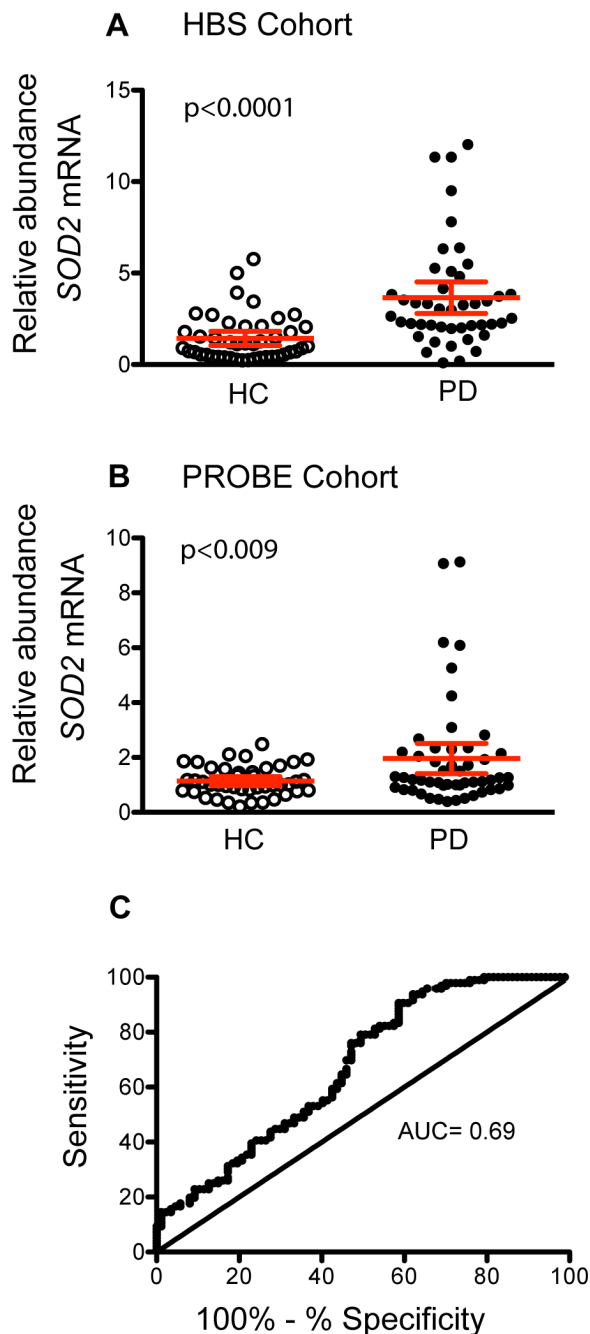 A HBS Cohort
Relative abundance
SOD2 mRNA
15
10
5
0
p<0.0001
HC PD
B PROBE Cohort
Relative abundance
SOD2 mRNA
10
8
6
4
2
0
p<0.009
HC PD
C
Sensitivity
100
80
60
40
20
0
AUC= 0.69
0 20 40 60 80 100
100% - % Specificity